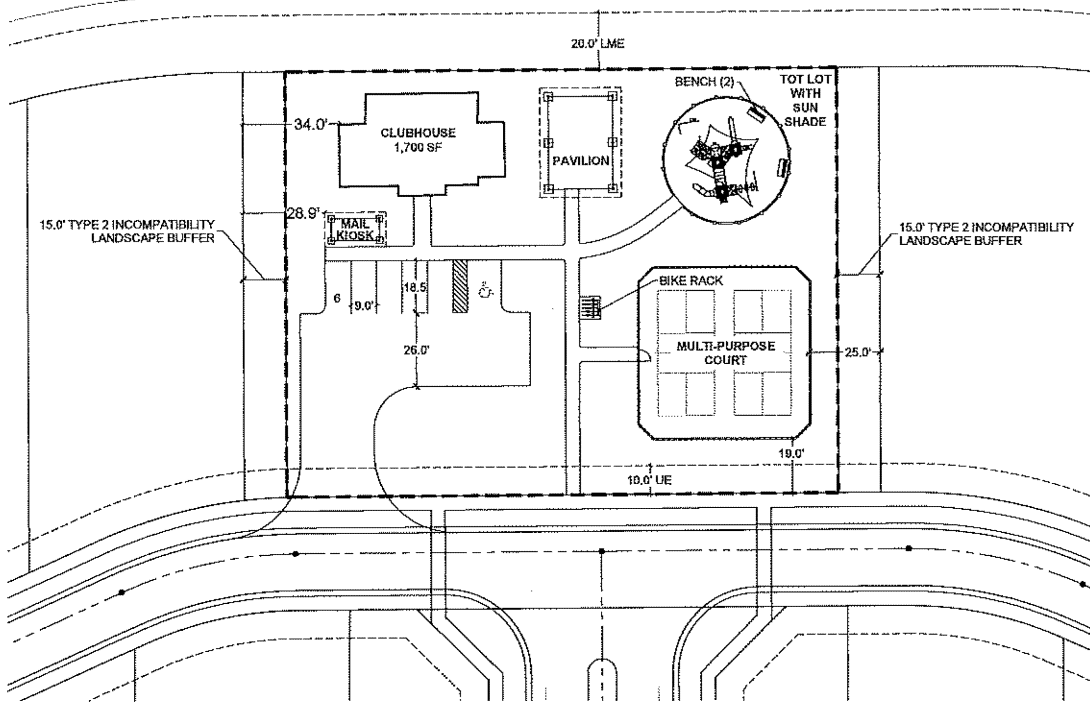 20.0' LME
BENCH (2)
TOT LOT
WITH
SUN
SHADE
34.0'
CLUBHOUSE
1,700 SF
PAVILION
28.9'
MAIL
KIOSK
15.0' TYPE 2 INCOMPATIBILITY
LANDSCAPE BUFFER
15.0' TYPE 2 INCOMPATIBILITY
LANDSCAPE BUFFER
6
9.0'
18.5
BIKE RACK
26.0'
MULTI-PURPOSE
COURT
25.0'
19.0'
10.0' UE